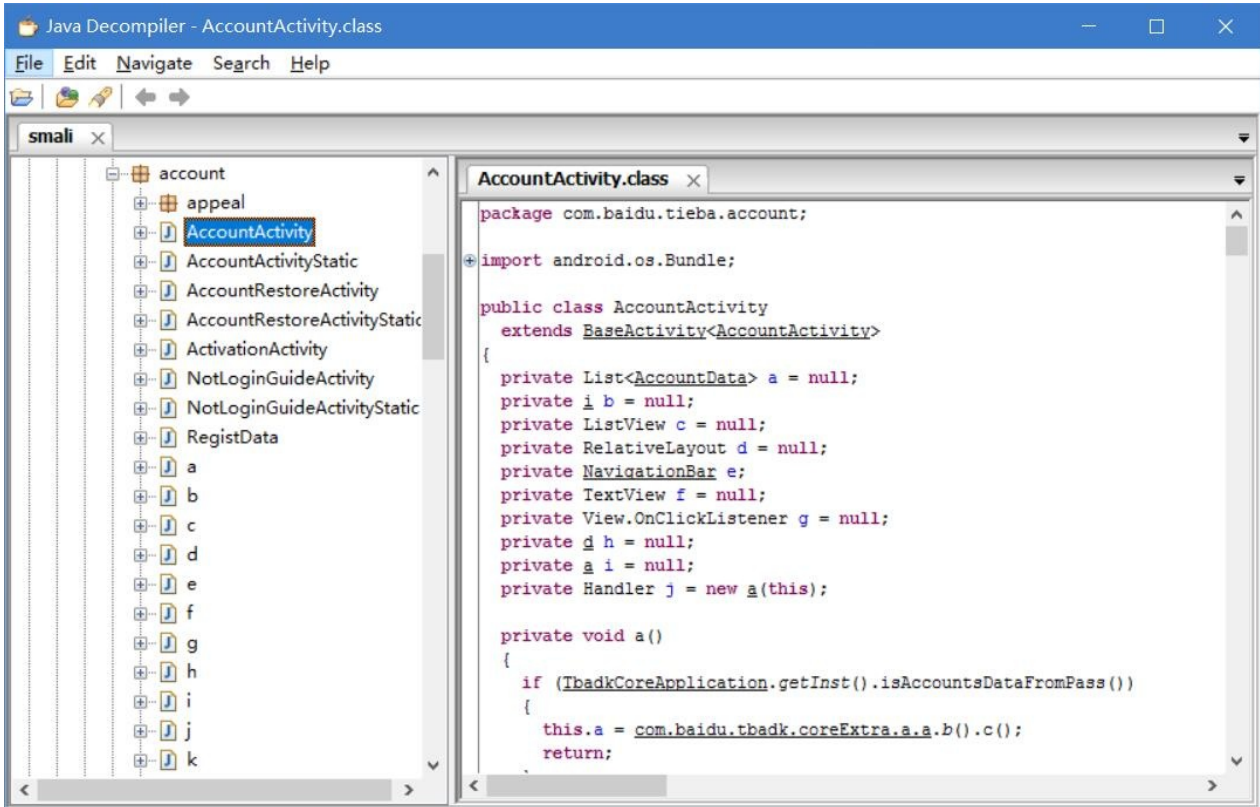 Java Decompiler - AccountActivity.class
File Edit Navigate Search Help
smali
account
appeal
AccountActivity
AccountActivityStatic
AccountRestoreActivity
AccountRestoreActivityStatic
ActivationActivity
NotLoginGuideActivity
NotLoginGuideActivityStatic
RegistData
a
b
c
d
e
f
g
h
i
j
k
AccountActivity.class
package com.baidu.tieba.account;
import android.os.Bundle;
public class AccountActivity
extends BaseActivity<AccountActivity>
{
private List<AccountData> a = null;
private i b = null;
private ListView c = null;
private RelativeLayout d = null;
private NavigationBar e;
private TextView f = null;
private View.OnClickListener g = null;
private d h = null;
private a i = null;
private Handler j = new a(this);
private void a()
{
if (TbadkCoreApplication.getInst().isAccountsDataFromPass())
{
this.a = com.baidu.tbadk.coreExtra.a.a.b().c();
return;